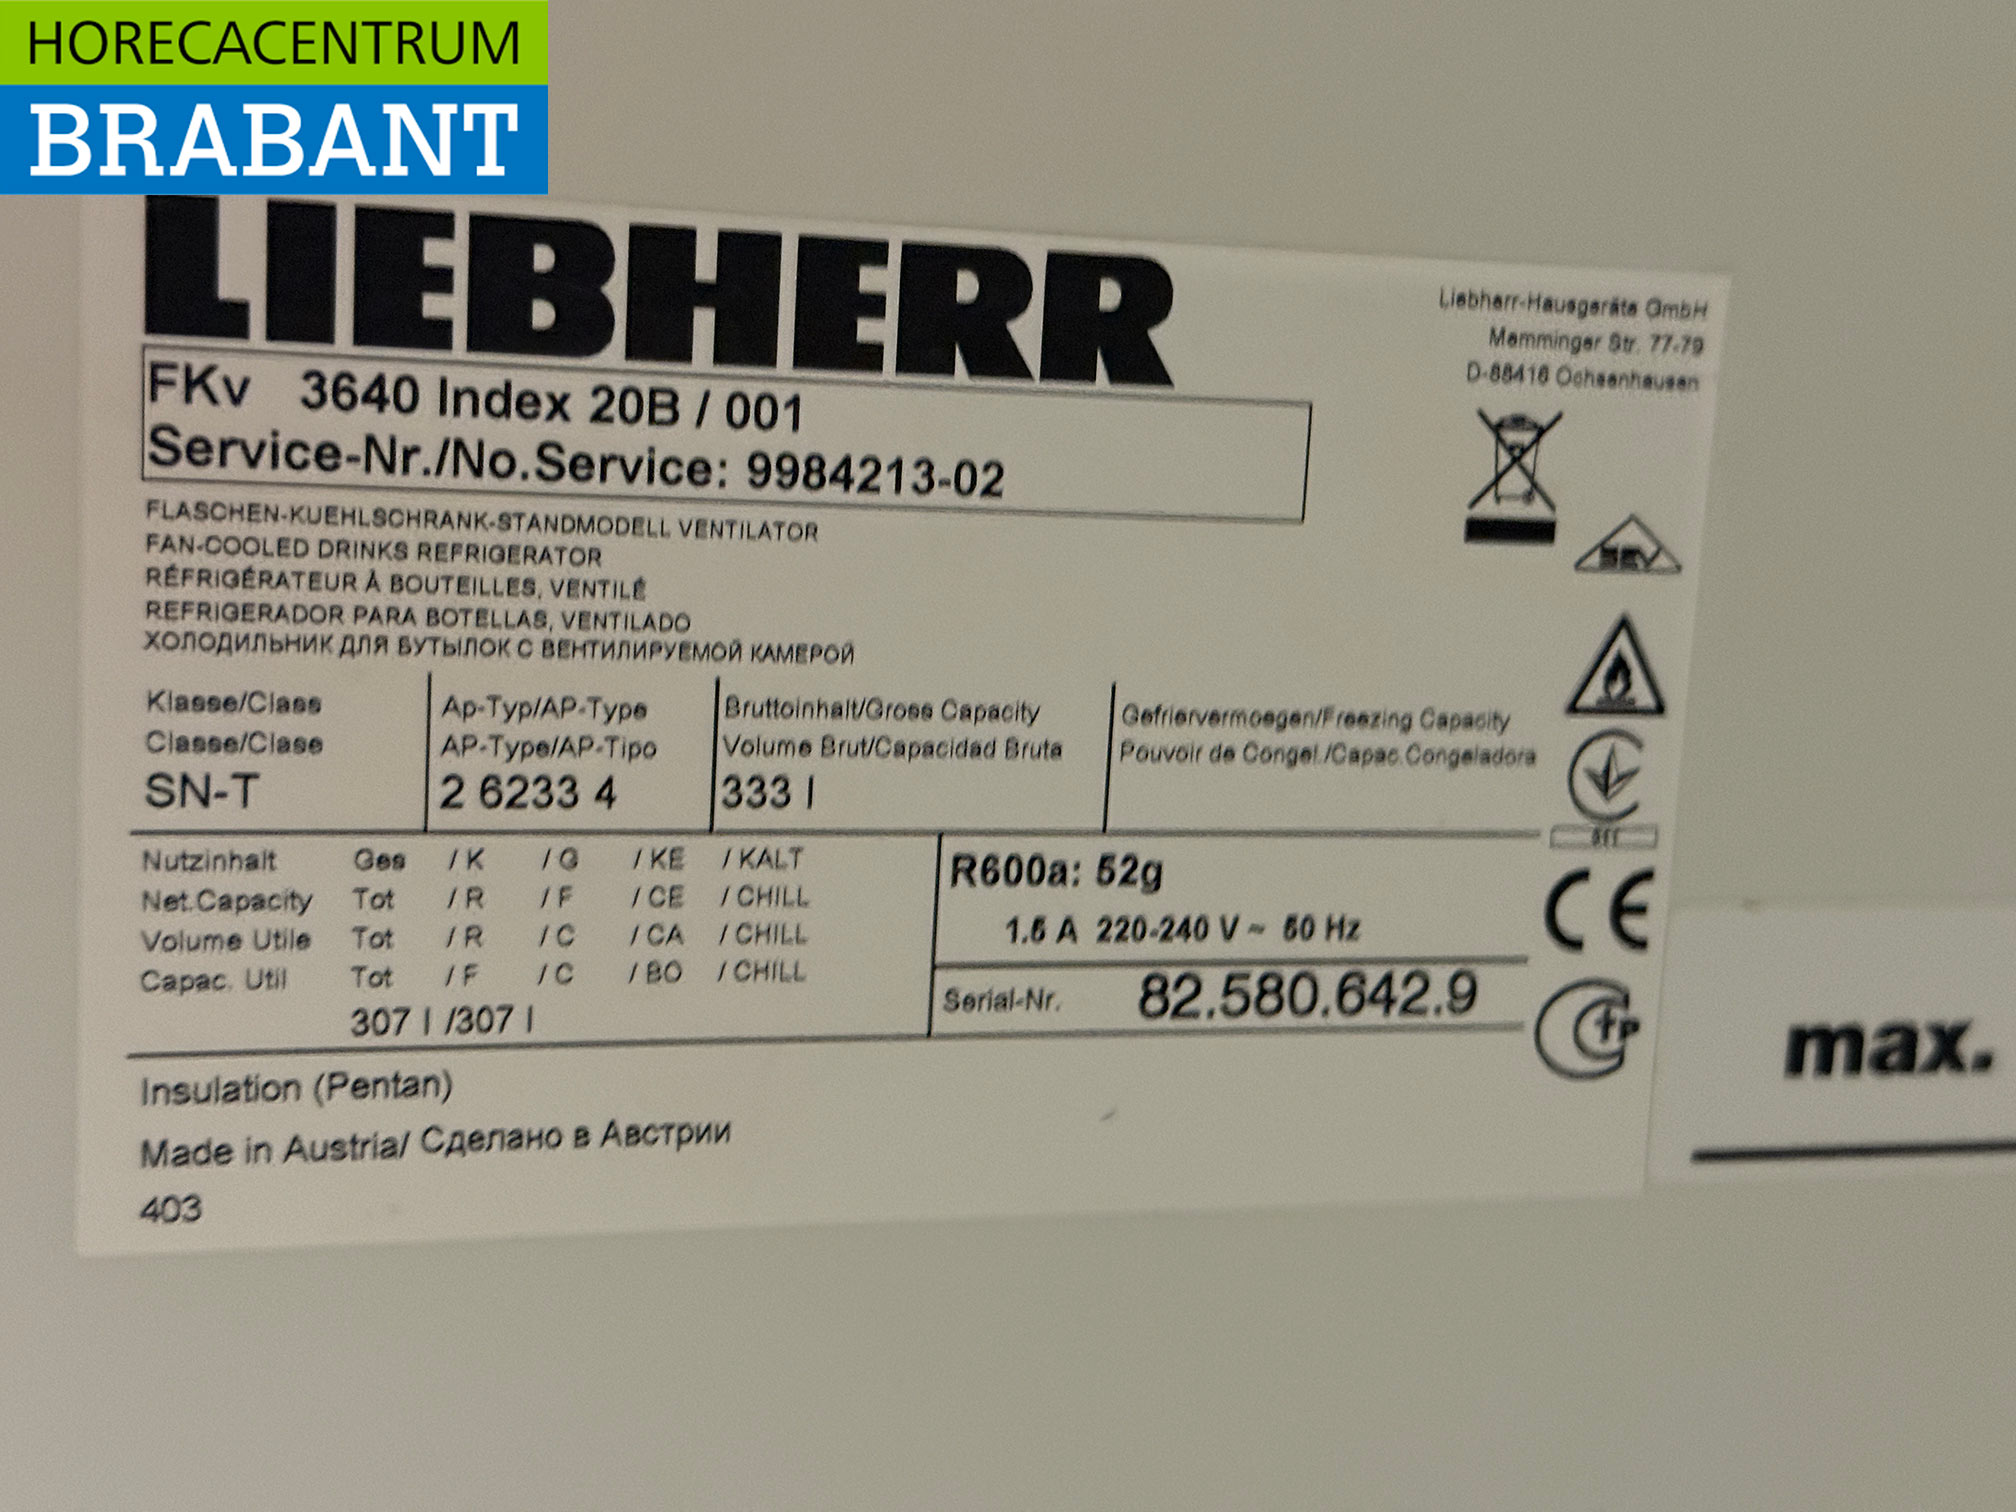 HORECACENTRUM
BRABANT
LIEBHERR
Liebherr-Hausgeräte GmbH
Memminger Str. 77-79
D-88416 Ochsenhausen
FKv 3640 Index 20B / 001
Service-Nr./No.Service: 9984213-02
FLASCHEN-KUEHLSCHRANK-STANDMODELL VENTILATOR
FAN-COOLED DRINKS REFRIGERATOR
RÉFRIGÉRATEUR À BOUTEILLES, VENTILÉ
REFRIGERADOR PARA BOTELLAS, VENTILADO
ХОЛОДИЛЬНИК ДЛЯ БУТЫЛОК С ВЕНТИЛИРУЕМОЙ КАМЕРОЙ
SEV
Klasse/Class
Classe/Clase
SN-T
Ap-Typ/AP-Type
AP-Type/AP-Tipo
2 6233 4
Bruttoinhalt/Gross Capacity
Volume Brut/Capacidad Bruta
333 l
Gefriervermoegen/Freezing Capacity
Pouvoir de Congel./Capac.Congeladora
Nutzinhalt Ges / K / G / KE / KALT
Net.Capacity Tot / R / F / CE / CHILL
Volume Utile Tot / R / C / CA / CHILL
Capac. Util Tot / F / C / BO / CHILL
307 l /307 l
R600a: 52g
1.5 A 220-240 V ~ 50 Hz
Serial-Nr. 82.580.642.9
CE
Insulation (Pentan)
Made in Austria/ Сделано в Австрии
403
max.